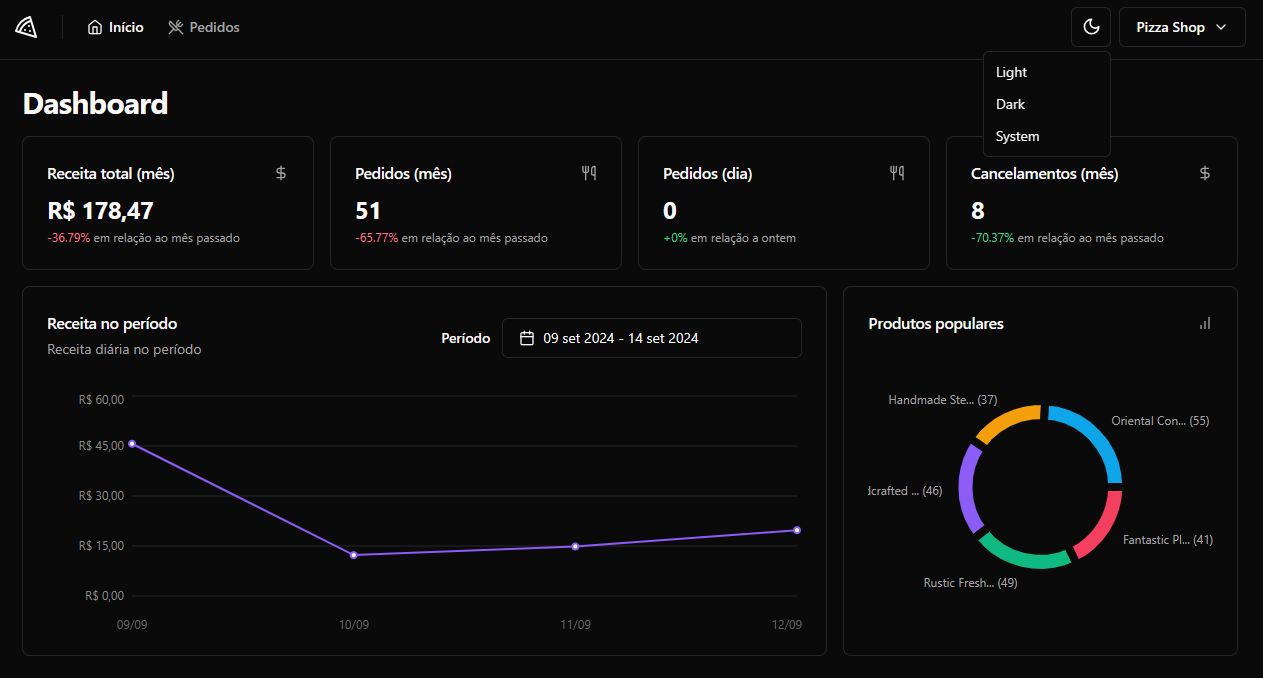 Início
Pedidos
Pizza Shop
Light
Dark
System
Dashboard
Receita total (mês)
$
R$ 178,47
-36.79% em relação ao mês passado
Pedidos (mês)
51
-65.77% em relação ao mês passado
Pedidos (dia)
0
+0% em relação a ontem
Cancelamentos (mês)
$
8
-70.37% em relação ao mês passado
Receita no período
Receita diária no período
Período
09 set 2024 - 14 set 2024
R$ 60,00
R$ 45,00
R$ 30,00
R$ 15,00
R$ 0,00
09/09
10/09
11/09
12/09
Produtos populares
Handmade Ste... (37)
Oriental Con... (55)
dcrafted ... (46)
Fantastic Pl... (41)
Rustic Fresh... (49)